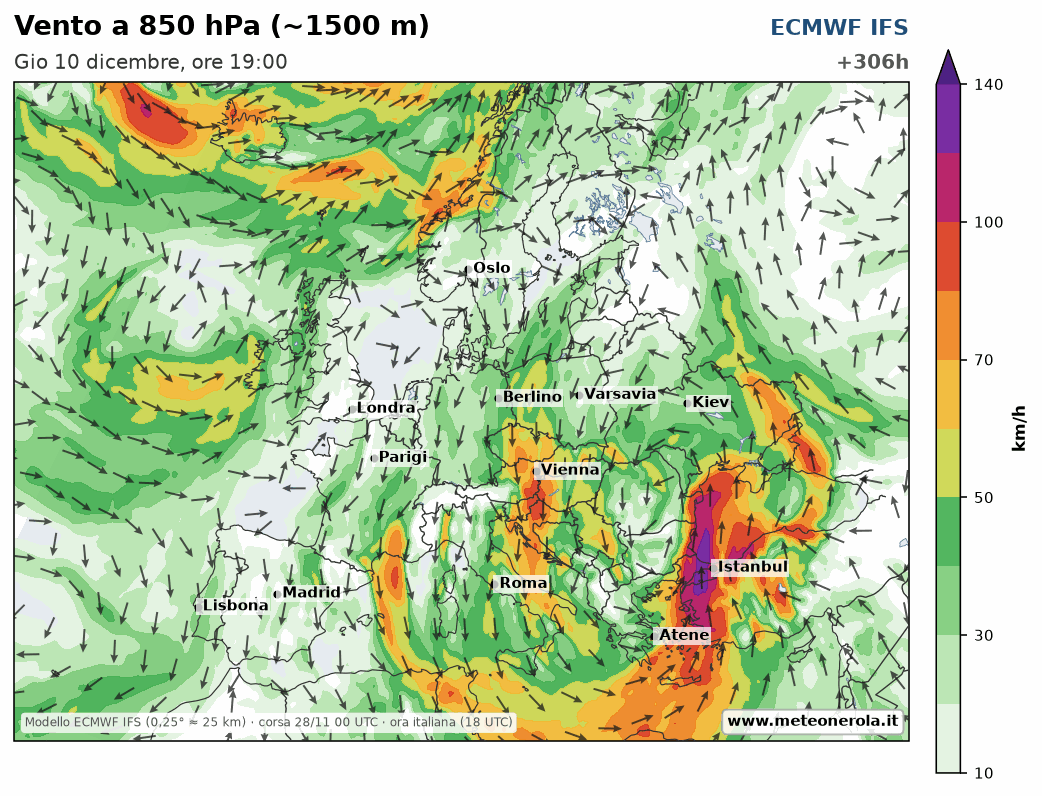 Vento a 850 hPa (~1500 m)
ECMWF IFS
Gio 10 dicembre, ore 19:00
+306h
140
100
70
50
30
10
km/h
Oslo
Berlino
Varsavia
Kiev
Londra
Parigi
Vienna
Istanbul
Roma
Madrid
Lisbona
Atene
Modello ECMWF IFS (0,25° ≈ 25 km) · corsa 28/11 00 UTC · ora italiana (18 UTC)
www.meteonerola.it